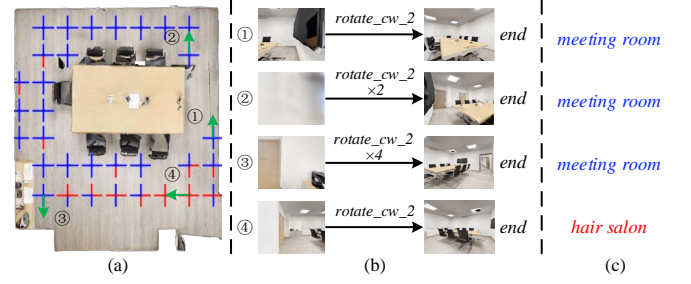 ②
①
④
③
① rotate_cw_2 end meeting room
② rotate_cw_2 ×2 end meeting room
③ rotate_cw_2 ×4 end meeting room
④ rotate_cw_2 end hair salon
(a) (b) (c)